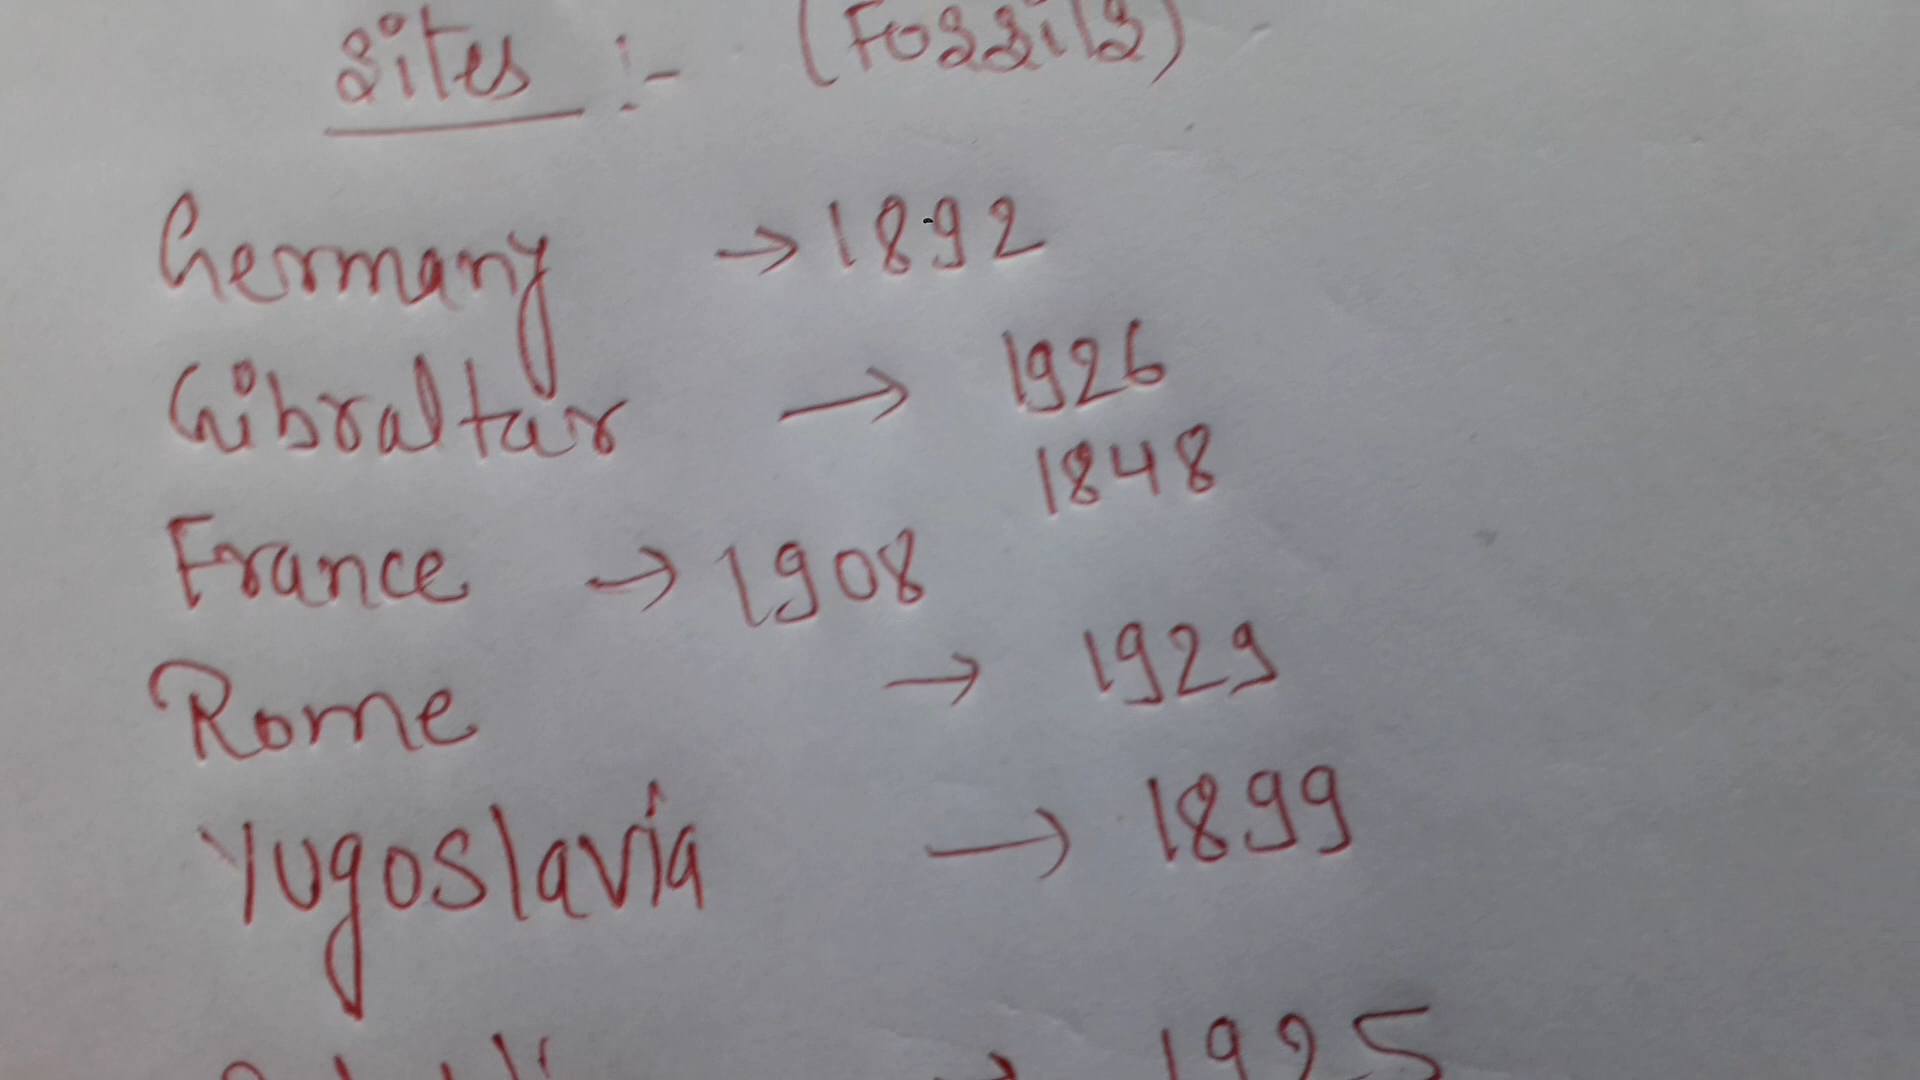 Sites :- (Fossils)
Germany → 1892
Gibraltar → 1926
1848
France → 1908
Rome → 1929
Yugoslavia → 1899
→ 1925